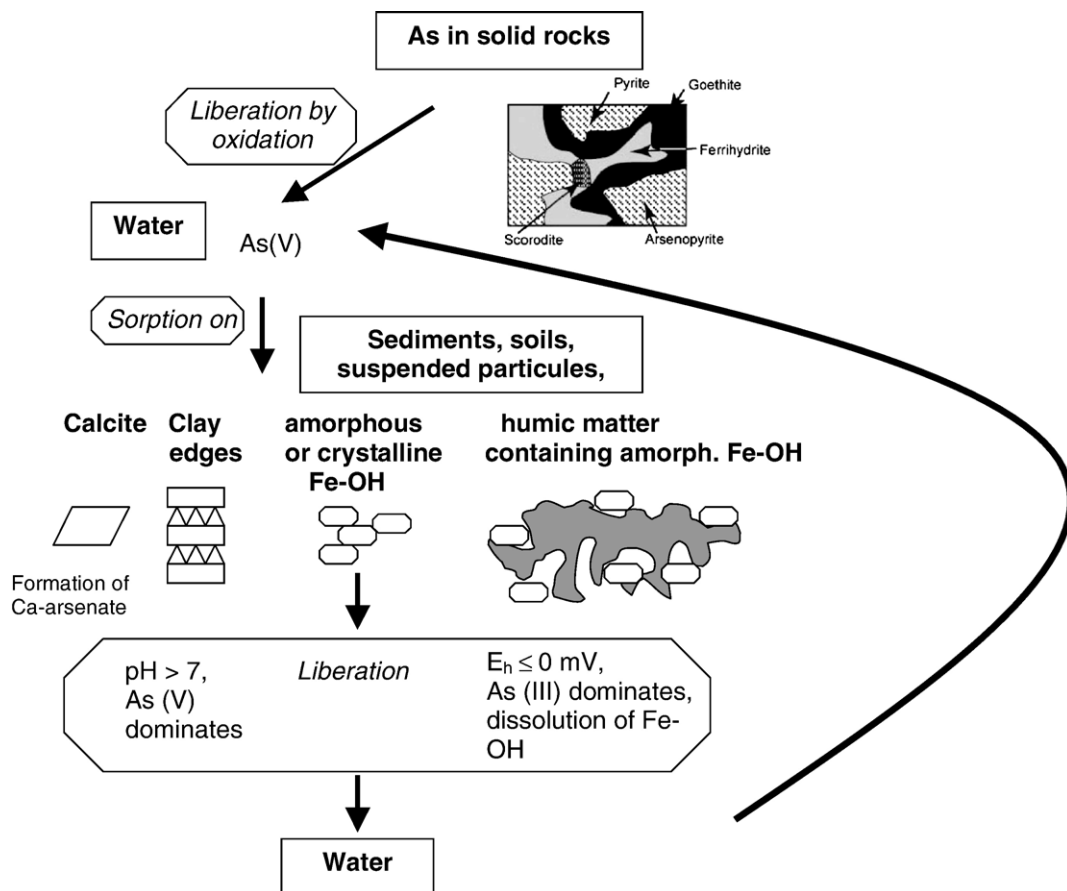 As in solid rocks
Pyrite
Goethite
Liberation by
oxidation
Ferrihydrite
Scorodite
Arsenopyrite
Water
As(V)
Sorption on
Sediments, soils,
suspended particules,
Calcite
Clay
edges
amorphous
or crystalline
Fe-OH
humic matter
containing amorph. Fe-OH
Formation of
Ca-arsenate
pH > 7,
As (V)
dominates
Liberation
Eₕ ≤ 0 mV,
As (III) dominates,
dissolution of Fe-
OH
Water